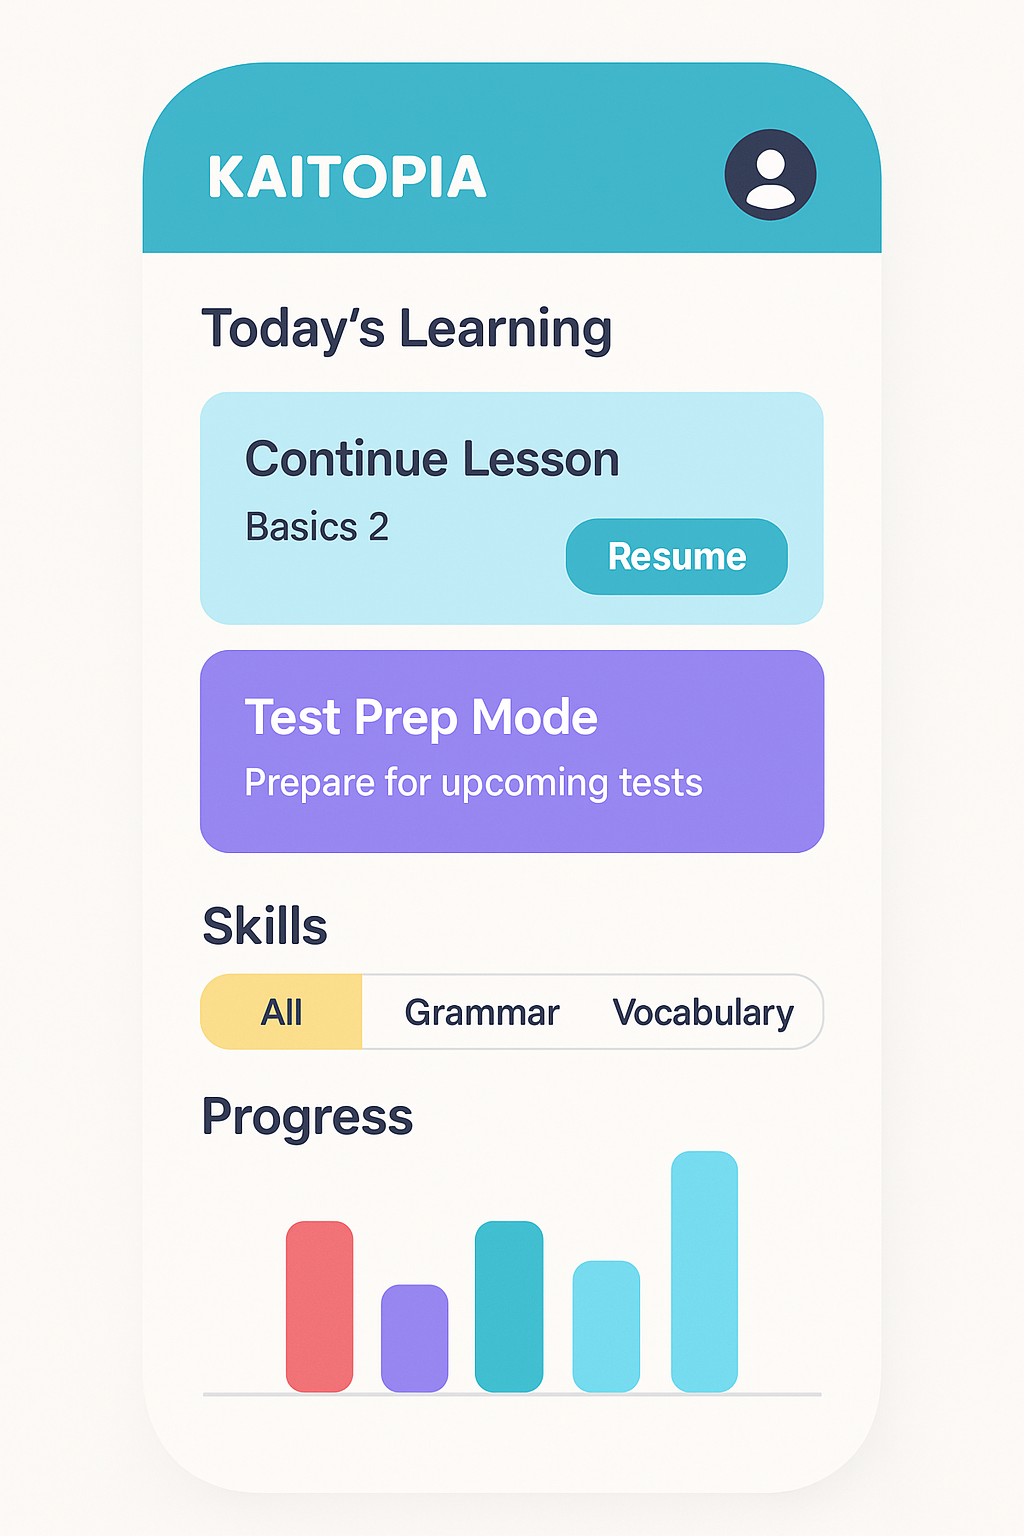 KAITOPIA
Today’s Learning
Continue Lesson
Basics 2
Resume
Test Prep Mode
Prepare for upcoming tests
Skills
All Grammar Vocabulary
Progress